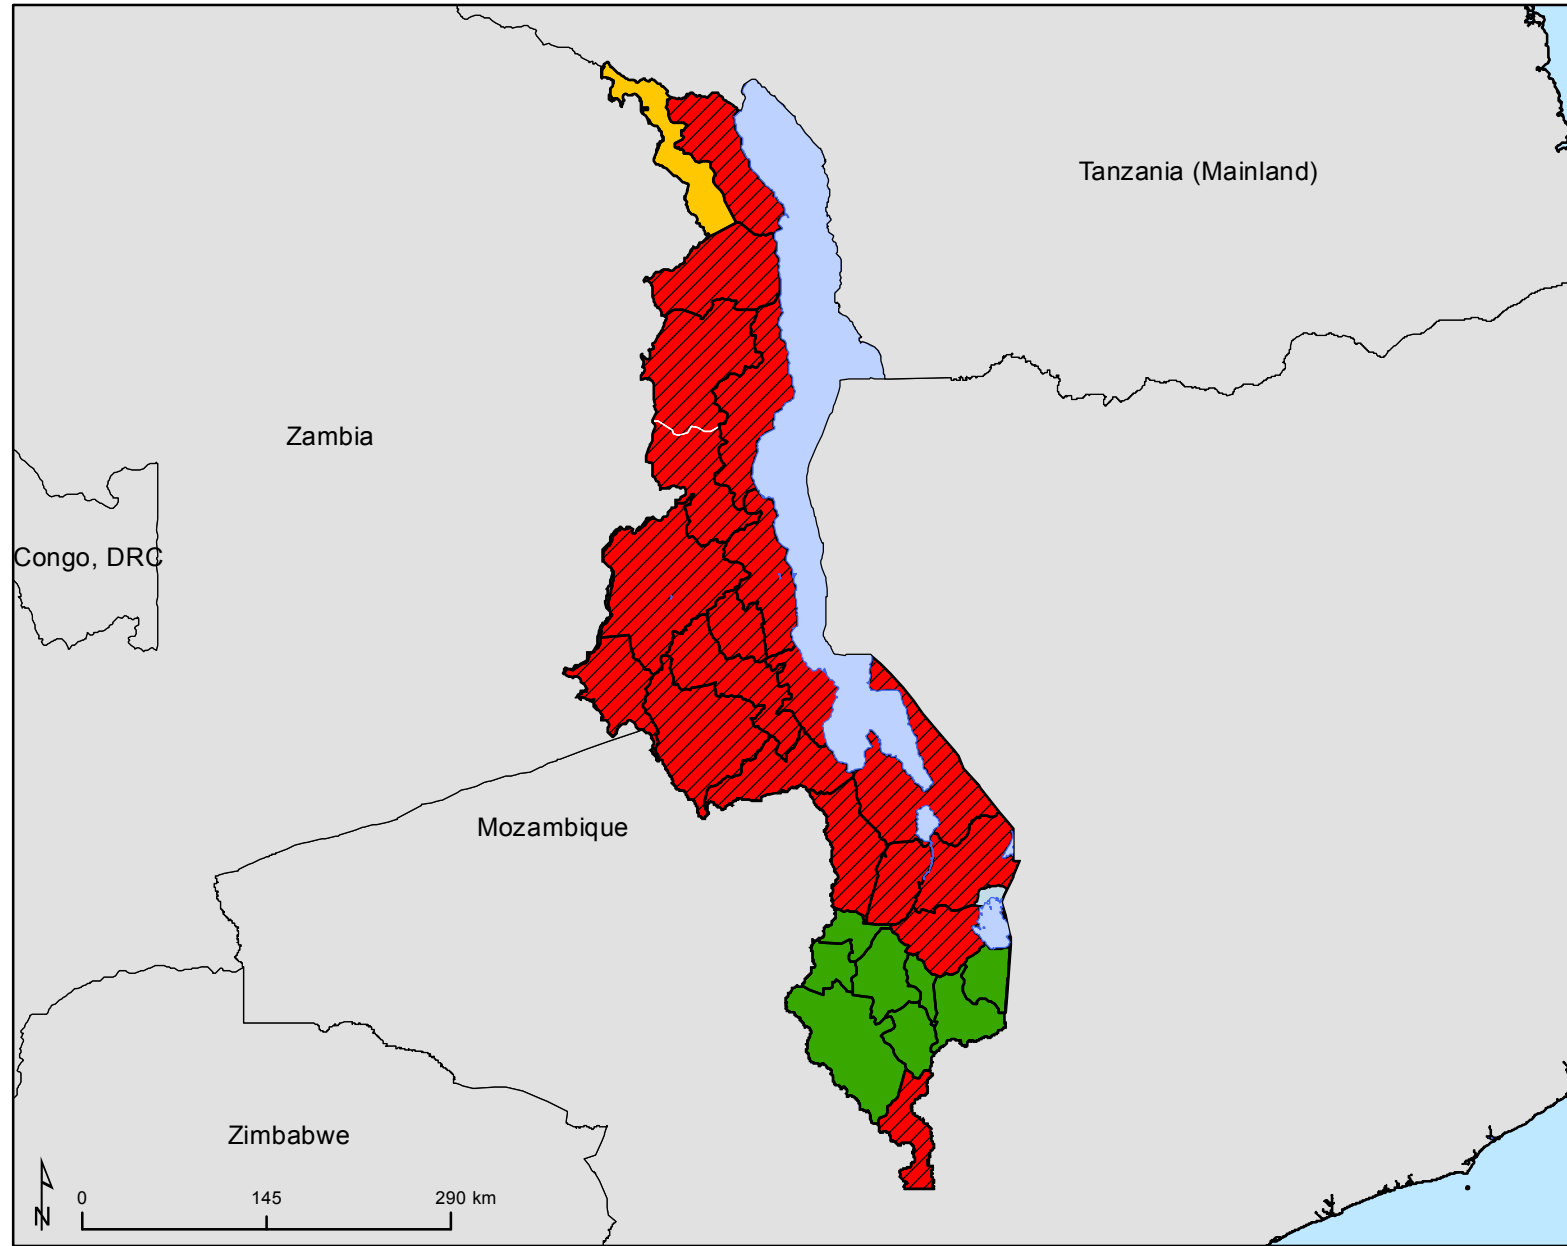 Tanzania (Mainland)
Zambia
Congo, DRC
Mozambique
Zimbabwe
N
0 145 290 km